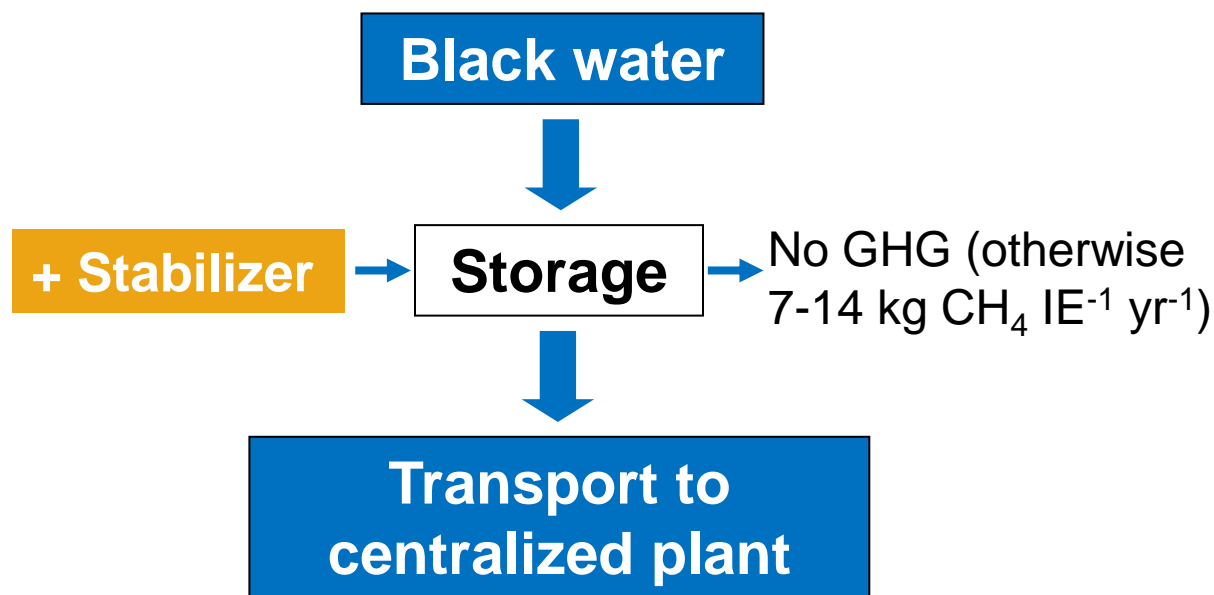 Black water
+ Stabilizer
Storage
No GHG (otherwise
7-14 kg CH₄ IE⁻¹ yr⁻¹)
Transport to
centralized plant